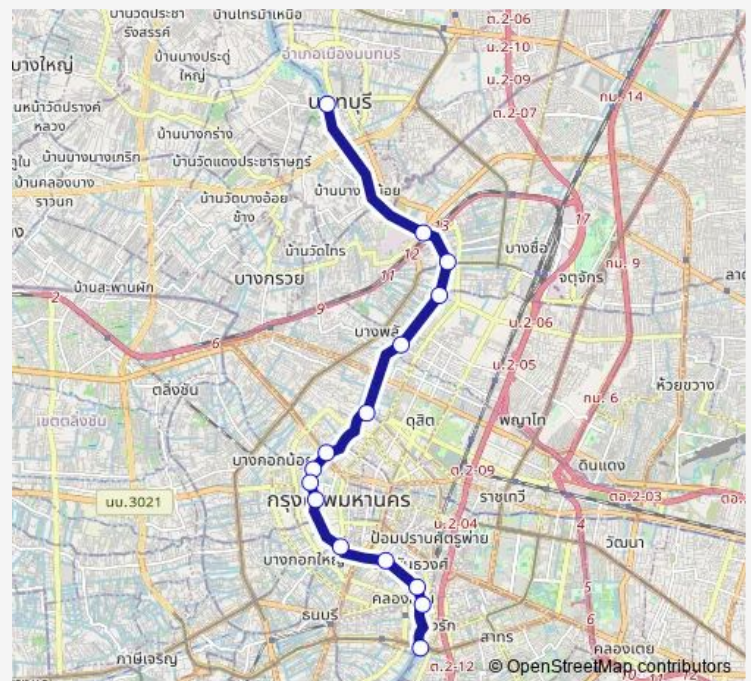 บ้านวัดประชา
รังสรรค์
บ้านไทรม้าเหนือ
ต.2-06
น.2-10
อำเภอเมืองนนทบุรี
บางใหญ่
บ้านบางประดู่
ใหญ่
น.2-09
กม. 14
นหน้าวัดปรางค์
หลวง
ต.2-07
บ้านบางกร่าง
บ้านบางนางเกริก
บ้านวัดแดงประชาราษฎร์
บ้านคลองบาง
ราวนก
บ้านวัดบางอ้อย
ช้าง
13
17
บ้านวัดไทร
12
บางซื่อ
กม. 9
11
จตุจักร
บางกรวย
บ้านสะพานผัก
2
9
บางพลัด
น.2-06
6
น.2-05
ตลิ่งชัน
กม. 6
ห้วยขวาง
เขตตลิ่งชัน
ดุสิต
พญาไท
บางกอกน้อย
ต.2-09
ดินแดง
นบ.3021
ราชเทวี
ตอ.2-03
น.2-04
4
ป้อมปราบศัตรูพ่าย
วัฒนา
บางกอกใหญ่
5
ธนบุรี
6
สาทร
คลองเตย
ภาษีเจริญ
ต.2-12
© OpenStreetMap contributors